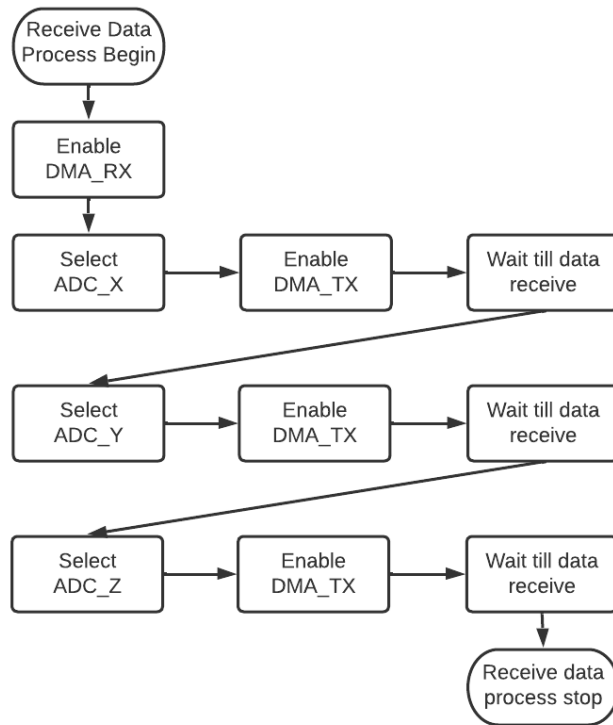 Receive Data
Process Begin
Enable
DMA_RX
Select
ADC_X
Enable
DMA_TX
Wait till data
receive
Select
ADC_Y
Enable
DMA_TX
Wait till data
receive
Select
ADC_Z
Enable
DMA_TX
Wait till data
receive
Receive data
process stop